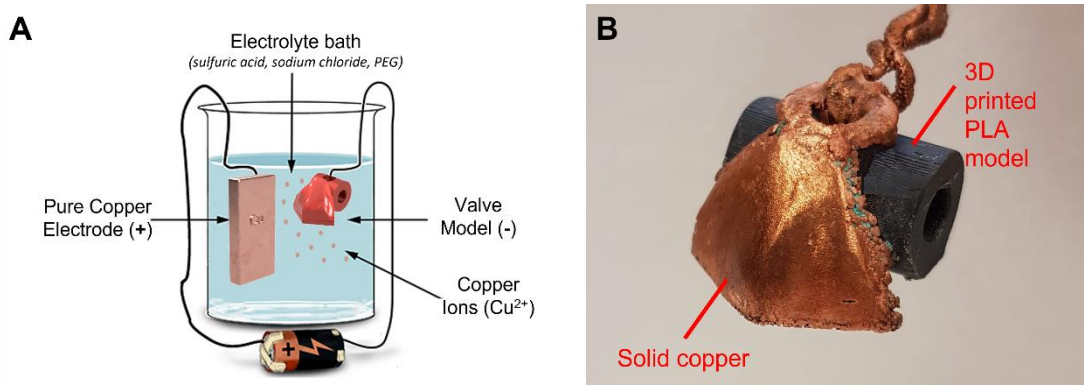 A
Electrolyte bath
(sulfuric acid, sodium chloride, PEG)
Pure Copper
Electrode (+)
Cu
Valve
Model (-)
Copper
Ions (Cu²⁺)
+
B
3D
printed
PLA
model
Solid copper